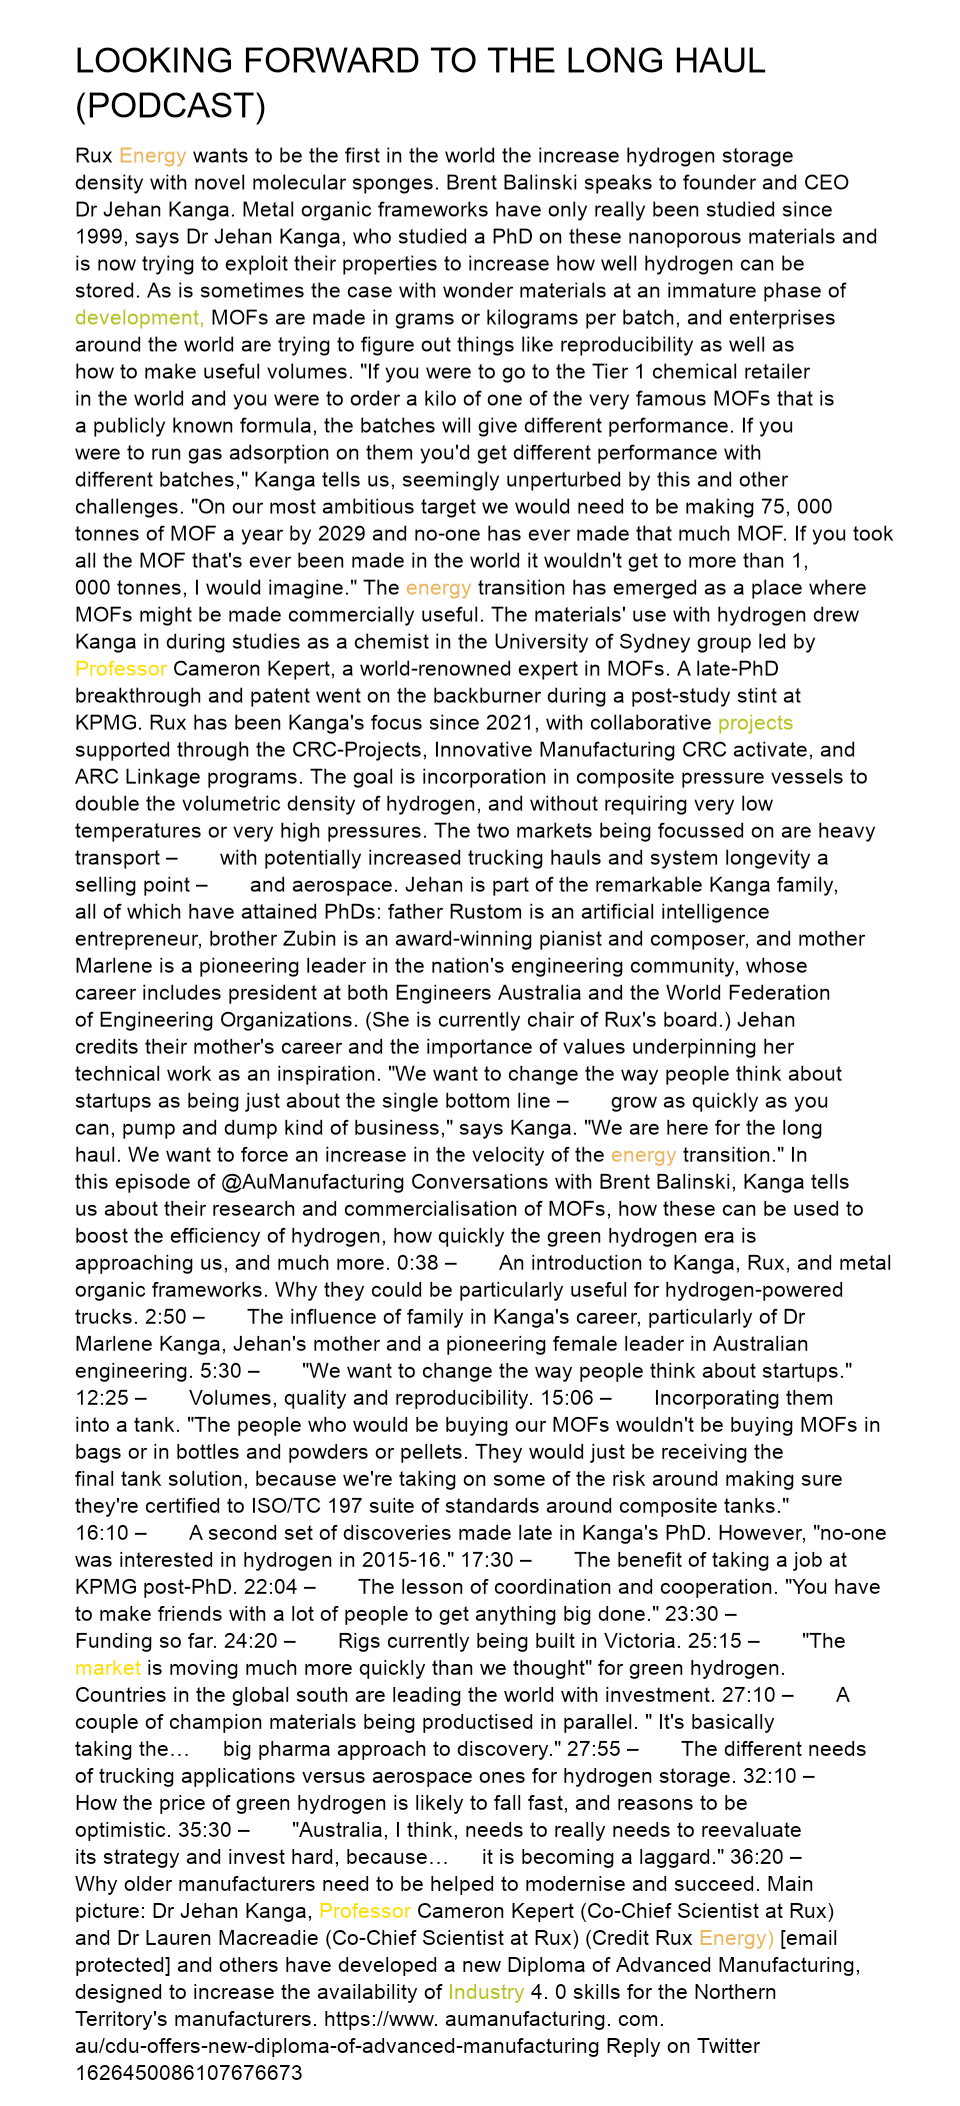 LOOKING FORWARD TO THE LONG HAUL
(PODCAST)
Rux Energy wants to be the first in the world the increase hydrogen storage
density with novel molecular sponges. Brent Balinski speaks to founder and CEO
Dr Jehan Kanga. Metal organic frameworks have only really been studied since
1999, says Dr Jehan Kanga, who studied a PhD on these nanoporous materials and
is now trying to exploit their properties to increase how well hydrogen can be
stored. As is sometimes the case with wonder materials at an immature phase of
development, MOFs are made in grams or kilograms per batch, and enterprises
around the world are trying to figure out things like reproducibility as well as
how to make useful volumes. "If you were to go to the Tier 1 chemical retailer
in the world and you were to order a kilo of one of the very famous MOFs that is
a publicly known formula, the batches will give different performance. If you
were to run gas adsorption on them you'd get different performance with
different batches," Kanga tells us, seemingly unperturbed by this and other
challenges. "On our most ambitious target we would need to be making 75, 000
tonnes of MOF a year by 2029 and no-one has ever made that much MOF. If you took
all the MOF that's ever been made in the world it wouldn't get to more than 1,
000 tonnes, I would imagine." The energy transition has emerged as a place where
MOFs might be made commercially useful. The materials' use with hydrogen drew
Kanga in during studies as a chemist in the University of Sydney group led by
Professor Cameron Kepert, a world-renowned expert in MOFs. A late-PhD
breakthrough and patent went on the backburner during a post-study stint at
KPMG. Rux has been Kanga's focus since 2021, with collaborative projects
supported through the CRC-Projects, Innovative Manufacturing CRC activate, and
ARC Linkage programs. The goal is incorporation in composite pressure vessels to
double the volumetric density of hydrogen, and without requiring very low
temperatures or very high pressures. The two markets being focussed on are heavy
transport – with potentially increased trucking hauls and system longevity a
selling point – and aerospace. Jehan is part of the remarkable Kanga family,
all of which have attained PhDs: father Rustom is an artificial intelligence
entrepreneur, brother Zubin is an award-winning pianist and composer, and mother
Marlene is a pioneering leader in the nation's engineering community, whose
career includes president at both Engineers Australia and the World Federation
of Engineering Organizations. (She is currently chair of Rux's board.) Jehan
credits their mother's career and the importance of values underpinning her
technical work as an inspiration. "We want to change the way people think about
startups as being just about the single bottom line – grow as quickly as you
can, pump and dump kind of business," says Kanga. "We are here for the long
haul. We want to force an increase in the velocity of the energy transition." In
this episode of @AuManufacturing Conversations with Brent Balinski, Kanga tells
us about their research and commercialisation of MOFs, how these can be used to
boost the efficiency of hydrogen, how quickly the green hydrogen era is
approaching us, and much more. 0:38 – An introduction to Kanga, Rux, and metal
organic frameworks. Why they could be particularly useful for hydrogen-powered
trucks. 2:50 – The influence of family in Kanga's career, particularly of Dr
Marlene Kanga, Jehan's mother and a pioneering female leader in Australian
engineering. 5:30 – "We want to change the way people think about startups."
12:25 – Volumes, quality and reproducibility. 15:06 – Incorporating them
into a tank. "The people who would be buying our MOFs wouldn't be buying MOFs in
bags or in bottles and powders or pellets. They would just be receiving the
final tank solution, because we're taking on some of the risk around making sure
they're certified to ISO/TC 197 suite of standards around composite tanks."
16:10 – A second set of discoveries made late in Kanga's PhD. However, "no-one
was interested in hydrogen in 2015-16." 17:30 – The benefit of taking a job at
KPMG post-PhD. 22:04 – The lesson of coordination and cooperation. "You have
to make friends with a lot of people to get anything big done." 23:30 –
Funding so far. 24:20 – Rigs currently being built in Victoria. 25:15 – "The
market is moving much more quickly than we thought" for green hydrogen.
Countries in the global south are leading the world with investment. 27:10 – A
couple of champion materials being productised in parallel. " It's basically
taking the… big pharma approach to discovery." 27:55 – The different needs
of trucking applications versus aerospace ones for hydrogen storage. 32:10 –
How the price of green hydrogen is likely to fall fast, and reasons to be
optimistic. 35:30 – "Australia, I think, needs to really needs to reevaluate
its strategy and invest hard, because… it is becoming a laggard." 36:20 –
Why older manufacturers need to be helped to modernise and succeed. Main
picture: Dr Jehan Kanga, Professor Cameron Kepert (Co-Chief Scientist at Rux)
and Dr Lauren Macreadie (Co-Chief Scientist at Rux) (Credit Rux Energy) [email
protected] and others have developed a new Diploma of Advanced Manufacturing,
designed to increase the availability of Industry 4. 0 skills for the Northern
Territory's manufacturers. https://www. aumanufacturing. com.
au/cdu-offers-new-diploma-of-advanced-manufacturing Reply on Twitter
1626450086107676673